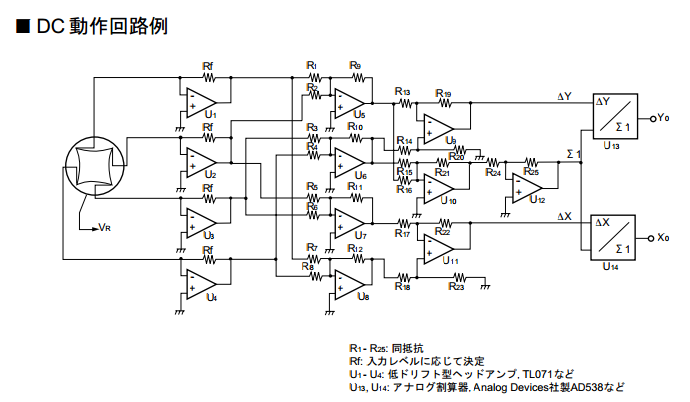 ■ DC 動作回路例
Rf R1 R9
R2 R13 R19 ΔY ΔY Y0
U1 U5 Σ1
Rf R3 R10 U9 U13
R4 R14 R20
U2 U6 R15 R21 R24 R25 Σ1
R16
Rf R5 R11 U10 U12
R6 ΔX ΔX X0
VR U3 U7 R17 R22 Σ1
Rf R7 R12 U11 U14
R8 R18 R23
U4 U8
R1 - R25: 同抵抗
Rf: 入力レベルに応じて決定
U1 - U4: 低ドリフト型ヘッドアンプ, TL071など
U13, U14: アナログ割算器, Analog Devices社製AD538など